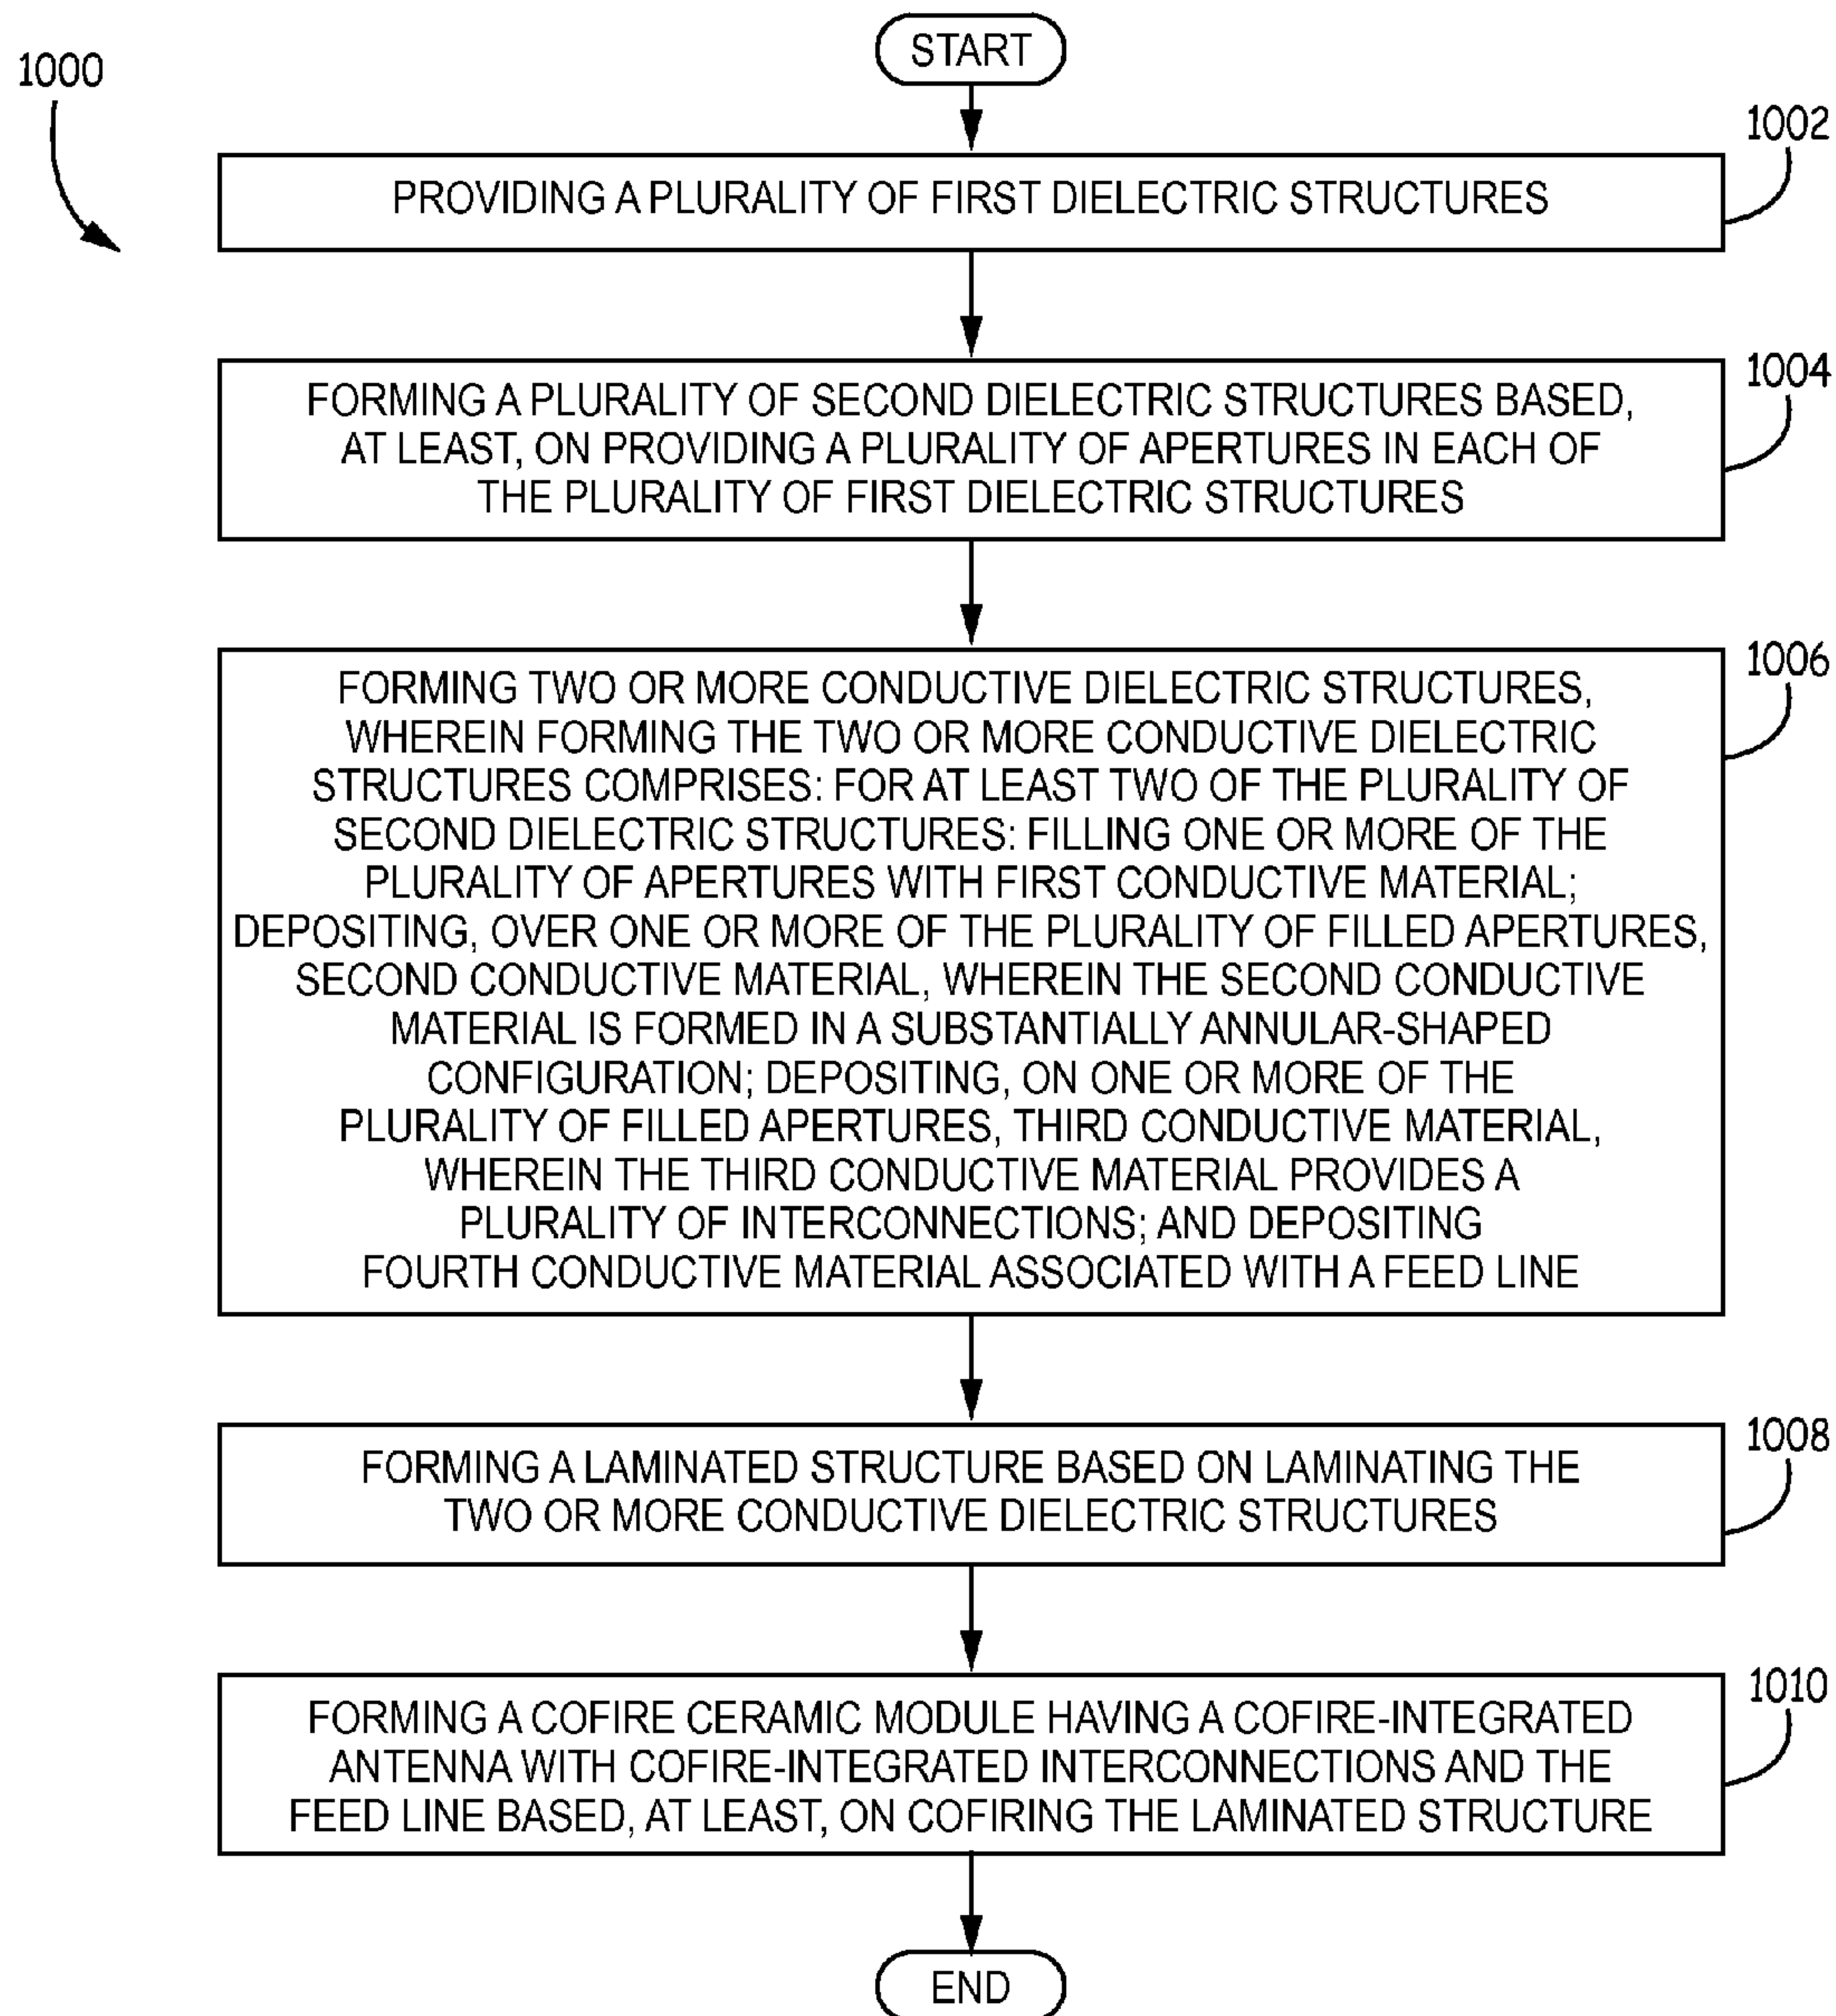 START
1000
1002
PROVIDING A PLURALITY OF FIRST DIELECTRIC STRUCTURES
1004
FORMING A PLURALITY OF SECOND DIELECTRIC STRUCTURES BASED,
AT LEAST, ON PROVIDING A PLURALITY OF APERTURES IN EACH OF
THE PLURALITY OF FIRST DIELECTRIC STRUCTURES
1006
FORMING TWO OR MORE CONDUCTIVE DIELECTRIC STRUCTURES,
WHEREIN FORMING THE TWO OR MORE CONDUCTIVE DIELECTRIC
STRUCTURES COMPRISES: FOR AT LEAST TWO OF THE PLURALITY OF
SECOND DIELECTRIC STRUCTURES: FILLING ONE OR MORE OF THE
PLURALITY OF APERTURES WITH FIRST CONDUCTIVE MATERIAL;
DEPOSITING, OVER ONE OR MORE OF THE PLURALITY OF FILLED APERTURES,
SECOND CONDUCTIVE MATERIAL, WHEREIN THE SECOND CONDUCTIVE
MATERIAL IS FORMED IN A SUBSTANTIALLY ANNULAR-SHAPED
CONFIGURATION; DEPOSITING, ON ONE OR MORE OF THE
PLURALITY OF FILLED APERTURES, THIRD CONDUCTIVE MATERIAL,
WHEREIN THE THIRD CONDUCTIVE MATERIAL PROVIDES A
PLURALITY OF INTERCONNECTIONS; AND DEPOSITING
FOURTH CONDUCTIVE MATERIAL ASSOCIATED WITH A FEED LINE
1008
FORMING A LAMINATED STRUCTURE BASED ON LAMINATING THE
TWO OR MORE CONDUCTIVE DIELECTRIC STRUCTURES
1010
FORMING A COFIRE CERAMIC MODULE HAVING A COFIRE-INTEGRATED
ANTENNA WITH COFIRE-INTEGRATED INTERCONNECTIONS AND THE
FEED LINE BASED, AT LEAST, ON COFIRING THE LAMINATED STRUCTURE
END